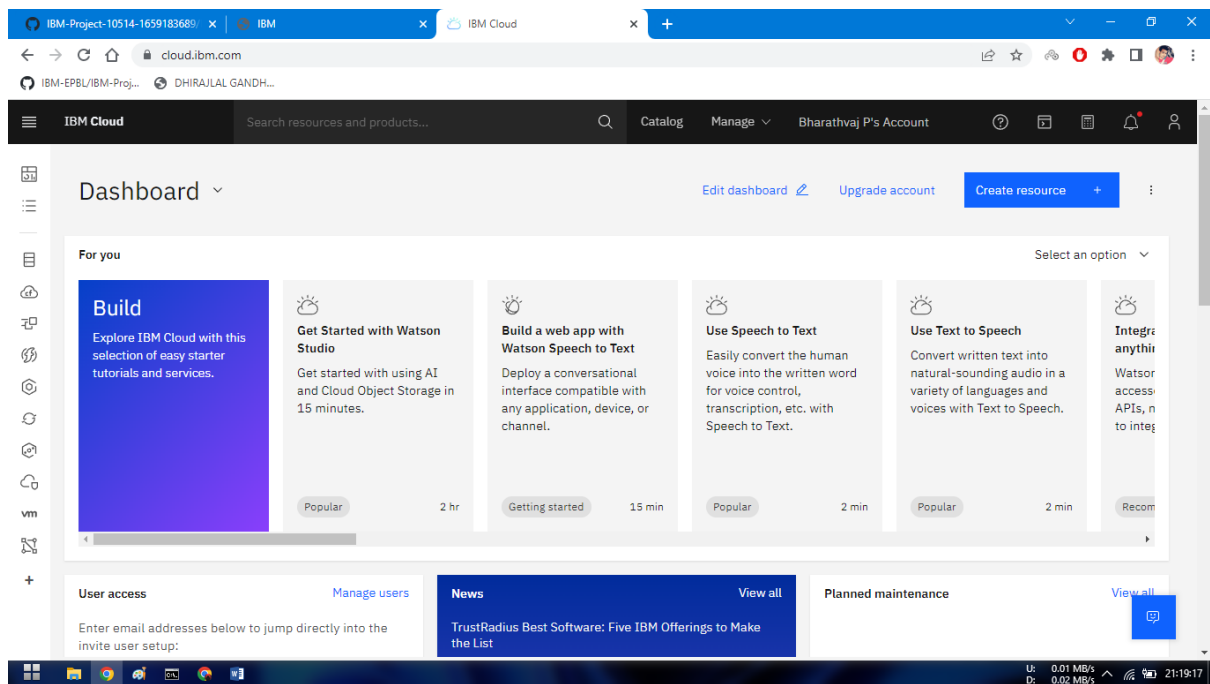 IBM-Project-10514-1659183689/
IBM
IBM Cloud
cloud.ibm.com
IBM-EPBL/IBM-Proj...
DHIRAJLAL GANDH...
IBM Cloud
Search resources and products...
Catalog
Manage
Bharathvaj P's Account
Dashboard
Edit dashboard
Upgrade account
Create resource +
For you
Select an option
Build
Explore IBM Cloud with this
selection of easy starter
tutorials and services.
Get Started with Watson
Studio
Get started with using AI
and Cloud Object Storage in
15 minutes.
Popular
2 hr
Build a web app with
Watson Speech to Text
Deploy a conversational
interface compatible with
any application, device, or
channel.
Getting started
15 min
Use Speech to Text
Easily convert the human
voice into the written word
for voice control,
transcription, etc. with
Speech to Text.
Popular
2 min
Use Text to Speech
Convert written text into
natural-sounding audio in a
variety of languages and
voices with Text to Speech.
Popular
2 min
Integra
anythin
Watson
access
APIs, n
to integ
Recom
vm
User access
Manage users
Enter email addresses below to jump directly into the
invite user setup:
News
View all
TrustRadius Best Software: Five IBM Offerings to Make
the List
Planned maintenance
View all
U: 0.01 MB/s
D: 0.02 MB/s
21:19:17